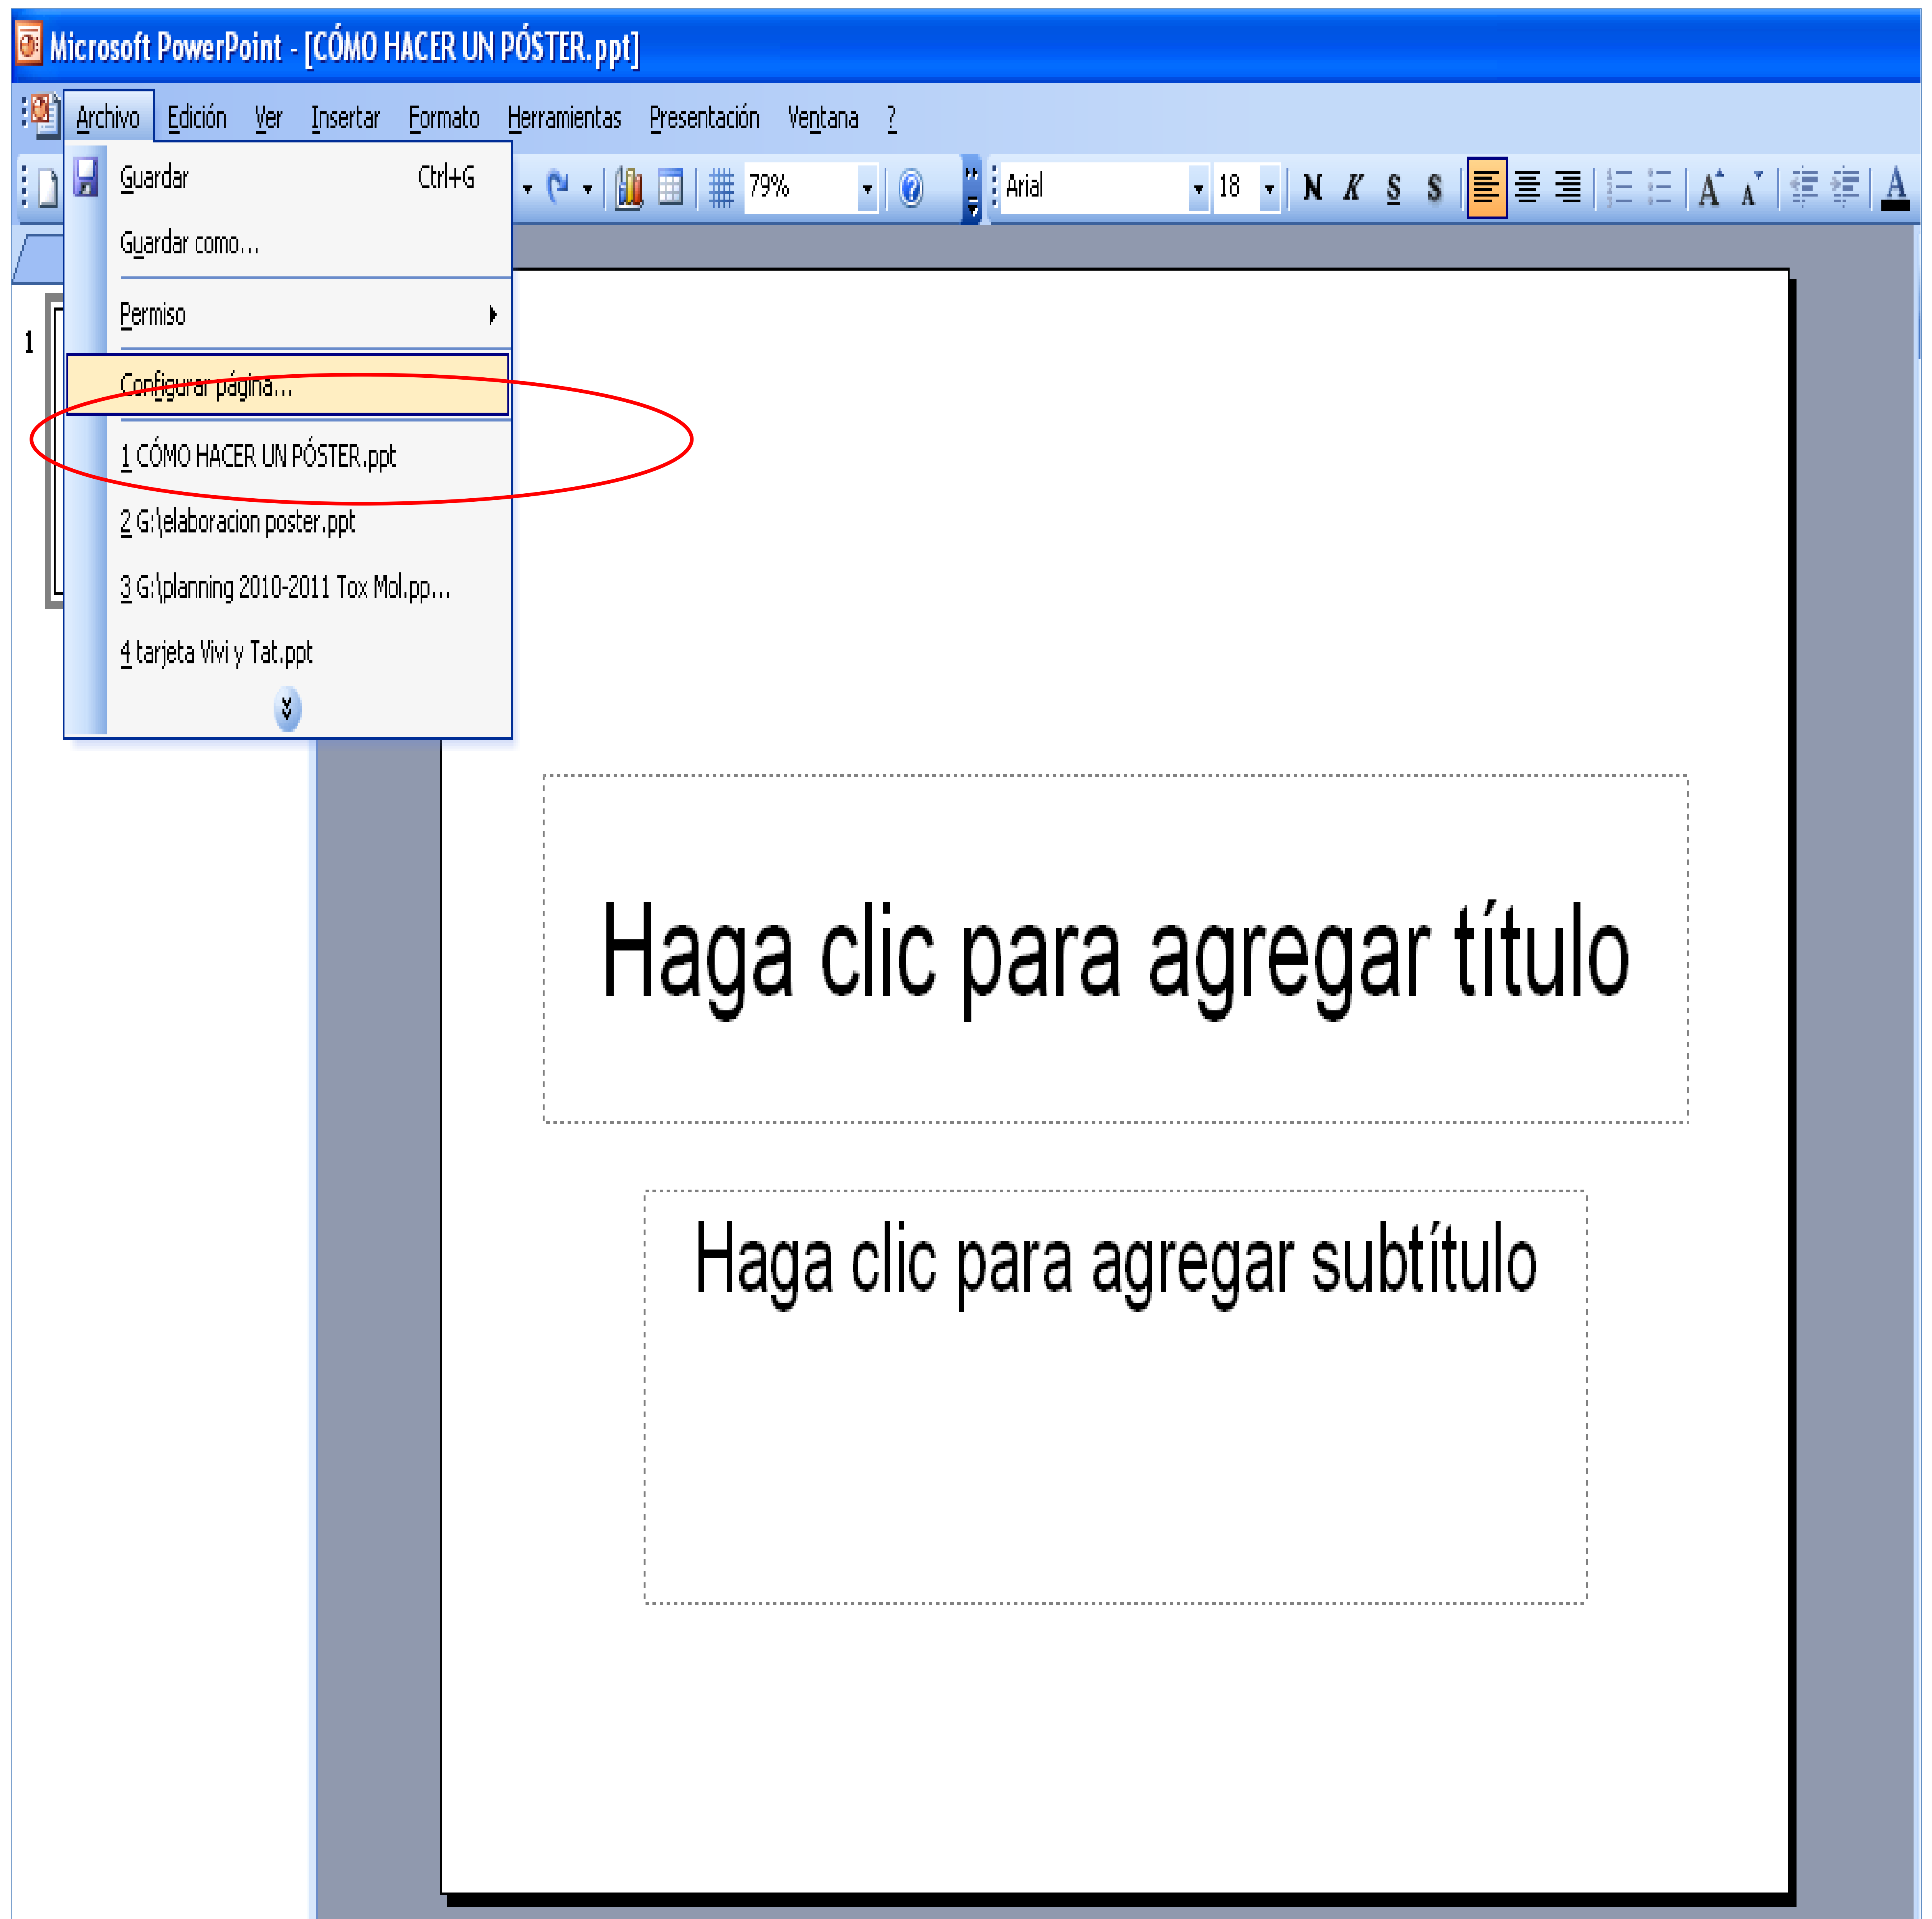 Microsoft PowerPoint - [CÓMO HACER UN PÓSTER.ppt]
Archivo Edición Ver Insertar Formato Herramientas Presentación Ventana ?
79% Arial 18 N K S S A A A
Guardar Ctrl+G
Guardar como...
Permiso
1
Configurar página...
1 CÓMO HACER UN PÓSTER.ppt
2 G:\elaboracion poster.ppt
3 G:\planning 2010-2011 Tox Mol.pp...
4 tarjeta Vivi y Tat.ppt
Haga clic para agregar título
Haga clic para agregar subtítulo